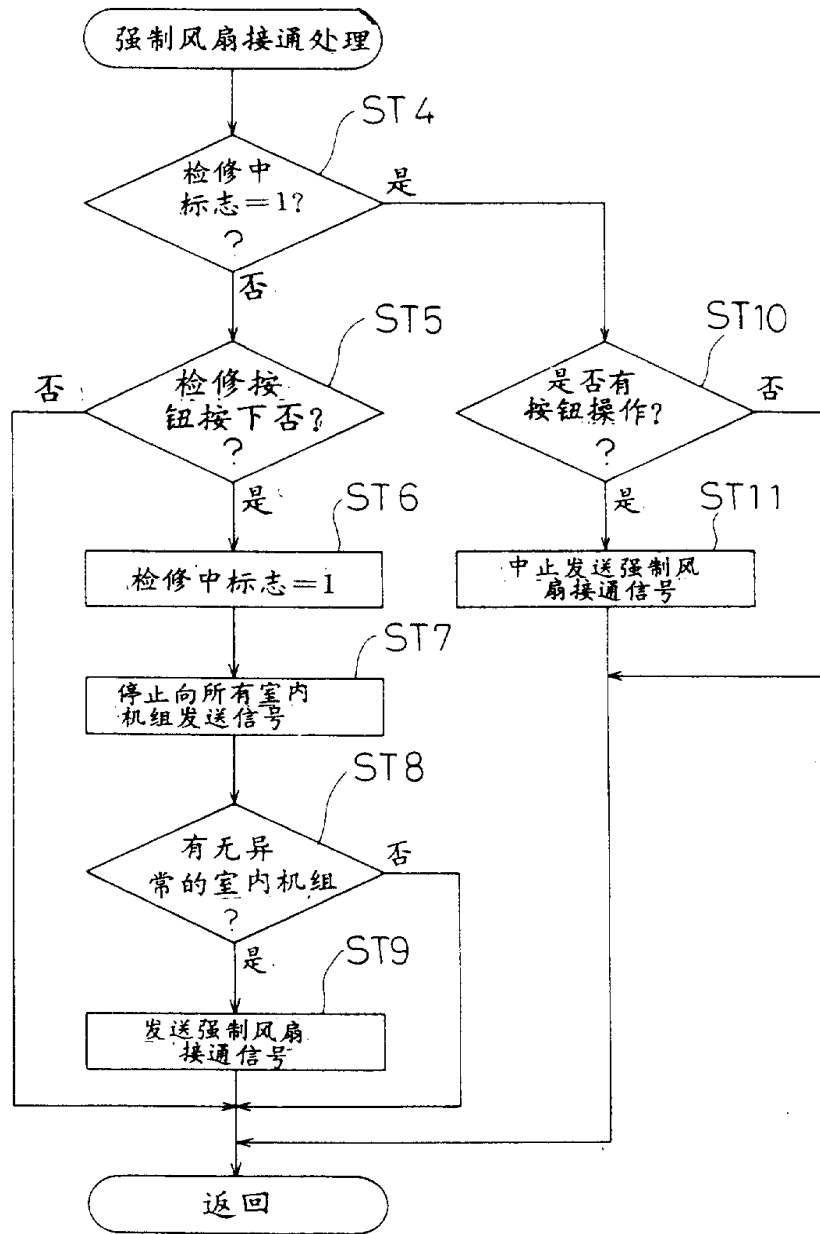 强制风扇接通处理
ST4
检修中
标志=1?
?
是
否
ST5
检修按
钮按下否?
?
否
是
ST10
是否有
按钮操作?
?
否
是
ST6
检修中标志=1
ST11
中止发送强制风
扇接通信号
ST7
停止向所有室内
机组发送信号
ST8
有无异
常的室内机组
?
否
是
ST9
发送强制风扇
接通信号
返回